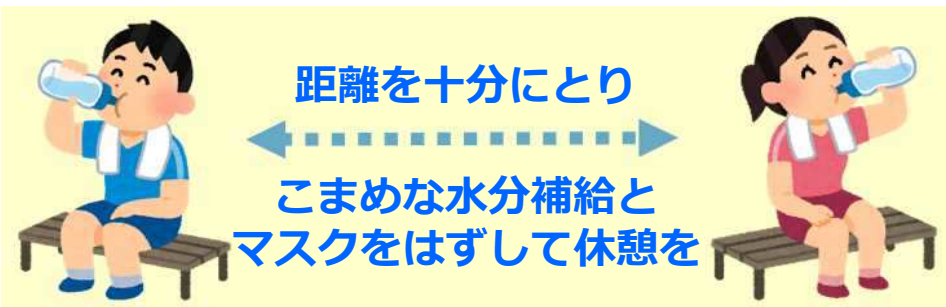 距離を十分にとり
こまめな水分補給と
マスクをはずして休憩を